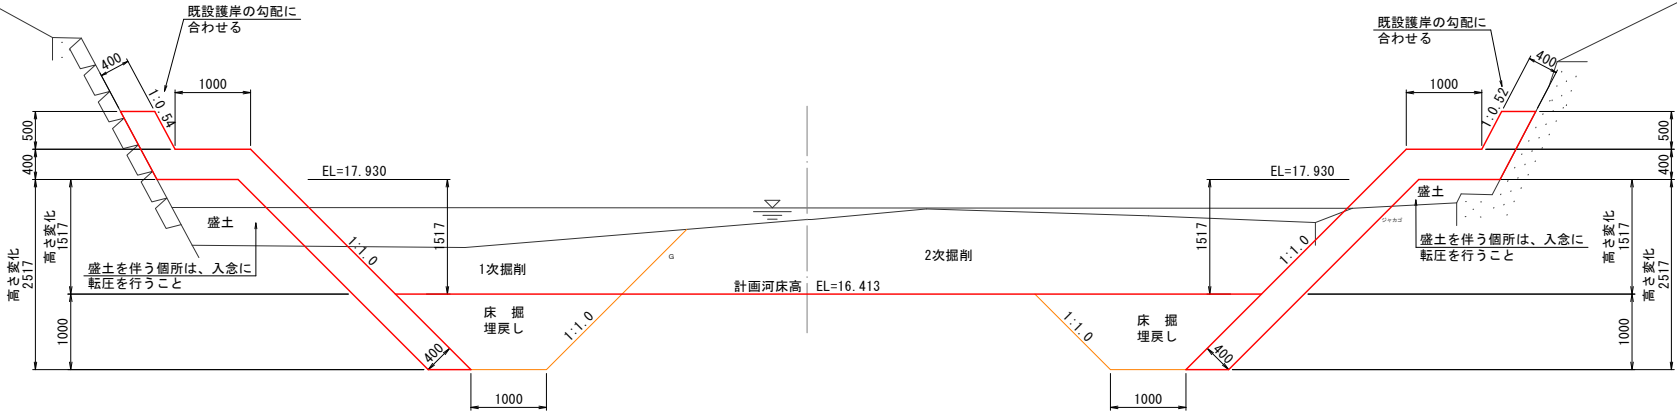 既設護岸の勾配に
合わせる
400
1:0.54
1000
500
400
高さ変化
1517
高さ変化
2517
1000
EL=17.930
1517
盛土
盛土を伴う個所は、入念に
転圧を行うこと
1:1.0
1次掘削
G
床　掘
埋戻し
1:1.0
400
1000
計画河床高　EL=16.413
2次掘削
既設護岸の勾配に
合わせる
400
1:0.52
1000
500
400
EL=17.930
1517
盛土
ジャカゴ
盛土を伴う個所は、入念に
転圧を行うこと
1:1.0
高さ変化
1517
高さ変化
2517
1000
1:1.0
床　掘
埋戻し
400
1000